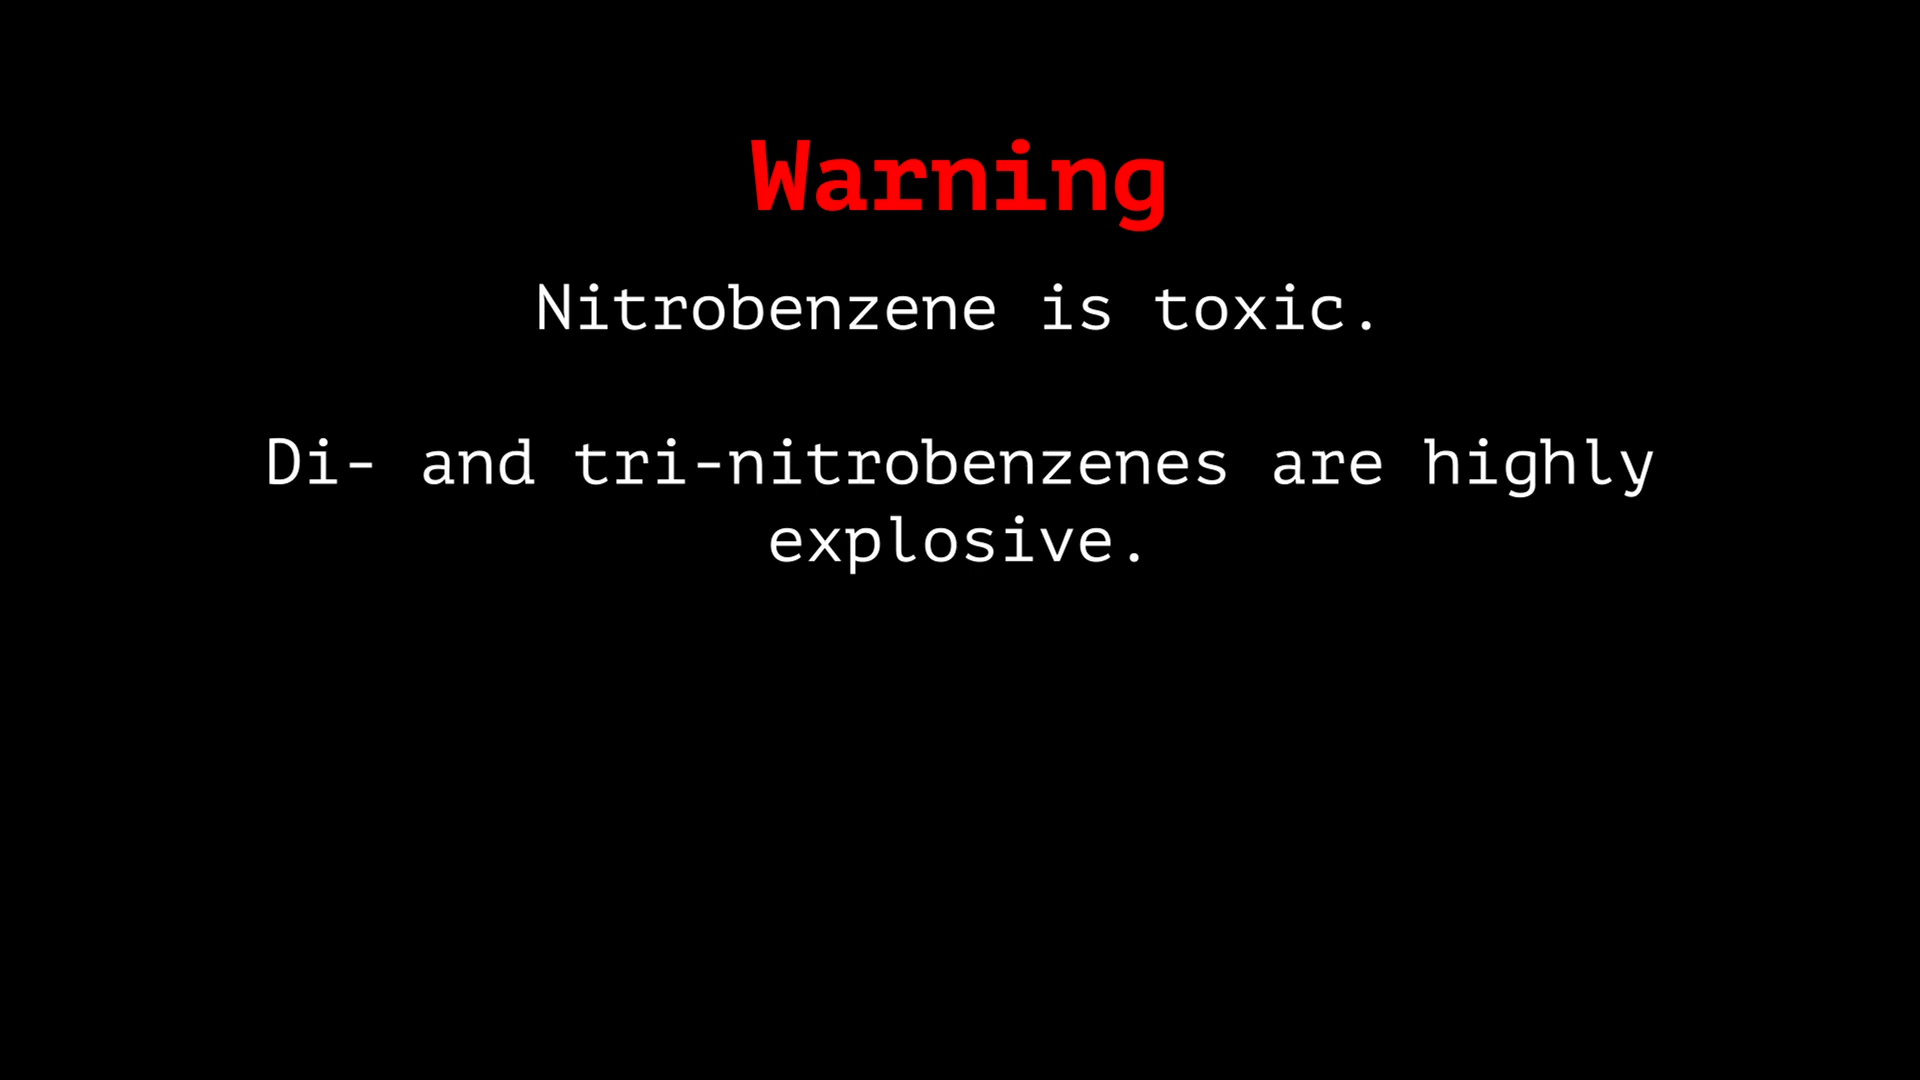 Warning
Nitrobenzene is toxic.
Di- and tri-nitrobenzenes are highly
explosive.